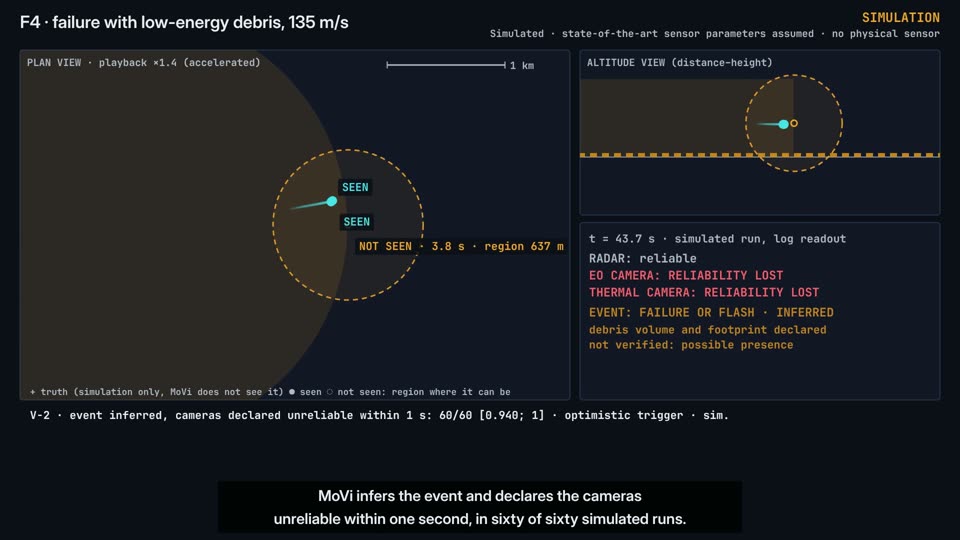 F4 · failure with low-energy debris, 135 m/s
SIMULATION
Simulated · state-of-the-art sensor parameters assumed · no physical sensor
PLAN VIEW · playback ×1.4 (accelerated)
1 km
SEEN
SEEN
NOT SEEN · 3.8 s · region 637 m
+ truth (simulation only, MoVi does not see it) ● seen ◌ not seen: region where it can be
ALTITUDE VIEW (distance-height)
t = 43.7 s · simulated run, log readout
RADAR: reliable
EO CAMERA: RELIABILITY LOST
THERMAL CAMERA: RELIABILITY LOST
EVENT: FAILURE OR FLASH · INFERRED
debris volume and footprint declared
not verified: possible presence
V-2 · event inferred, cameras declared unreliable within 1 s: 60/60 [0.940; 1] · optimistic trigger · sim.
MoVi infers the event and declares the cameras
unreliable within one second, in sixty of sixty simulated runs.